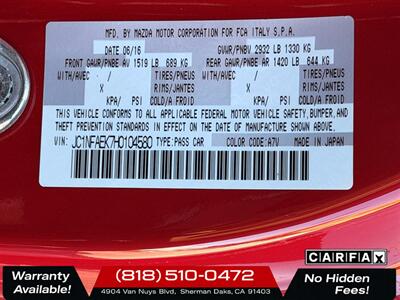 MFD. BY MAZDA MOTOR CORPORATION FOR FCA ITALY S.P.A.
DATE 06/16 GVWR/PNBV 2932 LB 1330 KG
FRONT GAWR/PNBE AV 1519 LB 689 KG REAR GAWR/PNBE AR 1420 LB 644 KG
WITH/AVEC / TIRES/PNEUS WITH/AVEC / TIRES/PNEUS
X RIMS/JANTES X RIMS/JANTES
KPA/ PSI COLD/A FROID KPA/ PSI COLD/A FROID
THIS VEHICLE CONFORMS TO ALL APPLICABLE FEDERAL MOTOR VEHICLE SAFETY, BUMPER, AND
THEFT PREVENTION STANDARDS IN EFFECT ON THE DATE OF MANUFACTURE SHOWN ABOVE.
VIN: JC1NFAEK7H0104580 TYPE:PASS CAR COLOR CODE:A7U MADE IN JAPAN
Warranty Available!
(818) 510-0472
4904 Van Nuys Blvd, Sherman Oaks, CA 91403
CARFAX
No Hidden Fees!